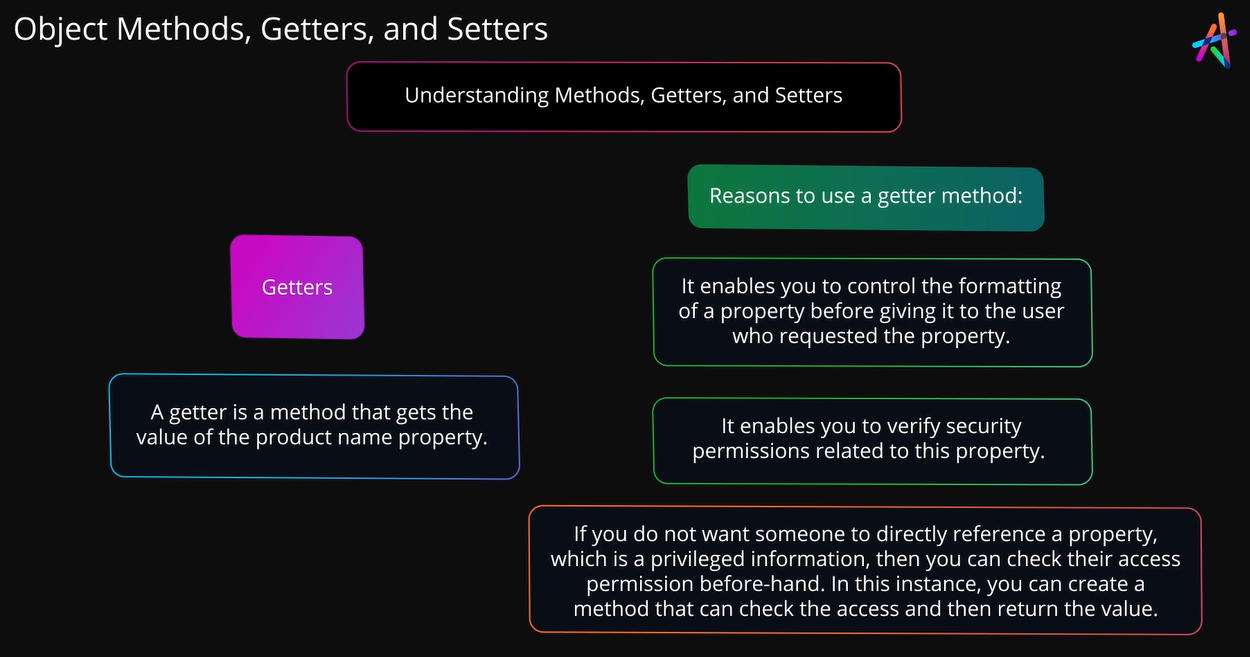 Object Methods, Getters, and Setters
Understanding Methods, Getters, and Setters
Getters
A getter is a method that gets the
value of the product name property.
Reasons to use a getter method:
It enables you to control the formatting
of a property before giving it to the user
who requested the property.
It enables you to verify security
permissions related to this property.
If you do not want someone to directly reference a property,
which is a privileged information, then you can check their access
permission before-hand. In this instance, you can create a
method that can check the access and then return the value.